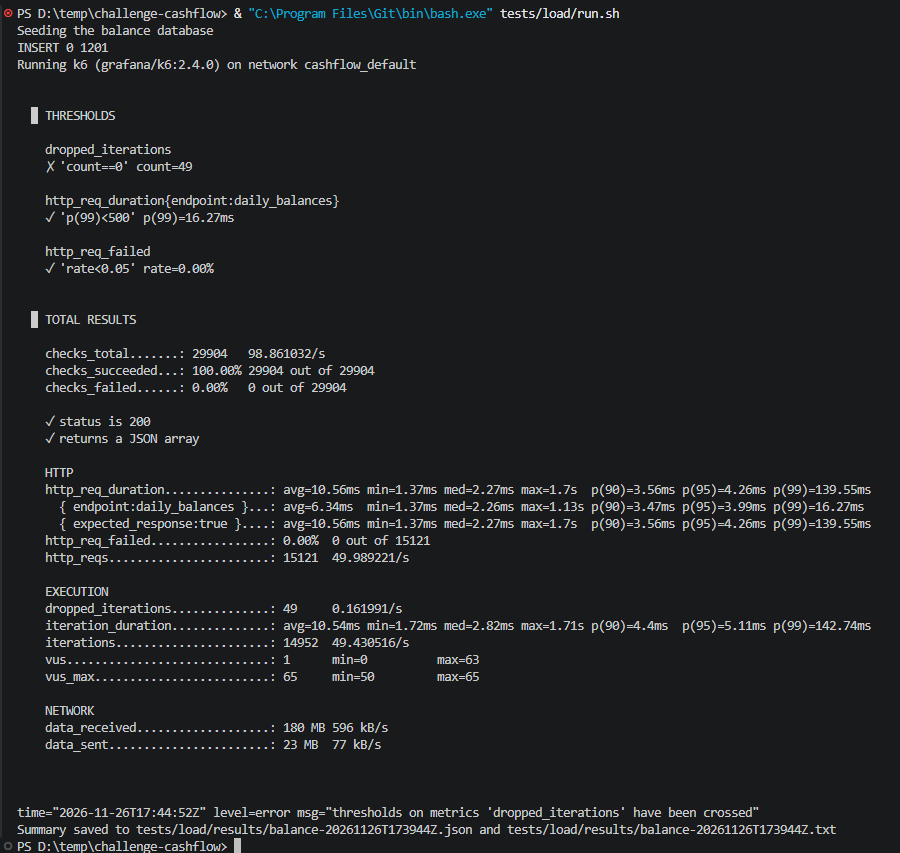 PS D:\temp\challenge-cashflow> & "C:\Program Files\Git\bin\bash.exe" tests/load/run.sh
Seeding the balance database
INSERT 0 1201
Running k6 (grafana/k6:2.4.0) on network cashflow_default
█ THRESHOLDS
dropped_iterations
✗ 'count==0' count=49
http_req_duration{endpoint:daily_balances}
✓ 'p(99)<500' p(99)=16.27ms
http_req_failed
✓ 'rate<0.05' rate=0.00%
█ TOTAL RESULTS
checks_total.......: 29904   98.861032/s
checks_succeeded...: 100.00% 29904 out of 29904
checks_failed......: 0.00%   0 out of 29904
✓ status is 200
✓ returns a JSON array
HTTP
http_req_duration...............: avg=10.56ms min=1.37ms med=2.27ms max=1.7s  p(90)=3.56ms p(95)=4.26ms p(99)=139.55ms
{ endpoint:daily_balances }...: avg=6.34ms  min=1.37ms med=2.26ms max=1.13s p(90)=3.47ms p(95)=3.99ms p(99)=16.27ms
{ expected_response:true }....: avg=10.56ms min=1.37ms med=2.27ms max=1.7s  p(90)=3.56ms p(95)=4.26ms p(99)=139.55ms
http_req_failed.................: 0.00%  0 out of 15121
http_reqs.......................: 15121  49.989221/s
EXECUTION
dropped_iterations..............: 49     0.161991/s
iteration_duration..............: avg=10.54ms min=1.72ms med=2.82ms max=1.71s p(90)=4.4ms  p(95)=5.11ms p(99)=142.74ms
iterations......................: 14952  49.430516/s
vus.............................: 1      min=0         max=63
vus_max.........................: 65     min=50        max=65
NETWORK
data_received...................: 180 MB 596 kB/s
data_sent.......................: 23 MB  77 kB/s
time="2026-11-26T17:44:52Z" level=error msg="thresholds on metrics 'dropped_iterations' have been crossed"
Summary saved to tests/load/results/balance-20261126T173944Z.json and tests/load/results/balance-20261126T173944Z.txt
PS D:\temp\challenge-cashflow>